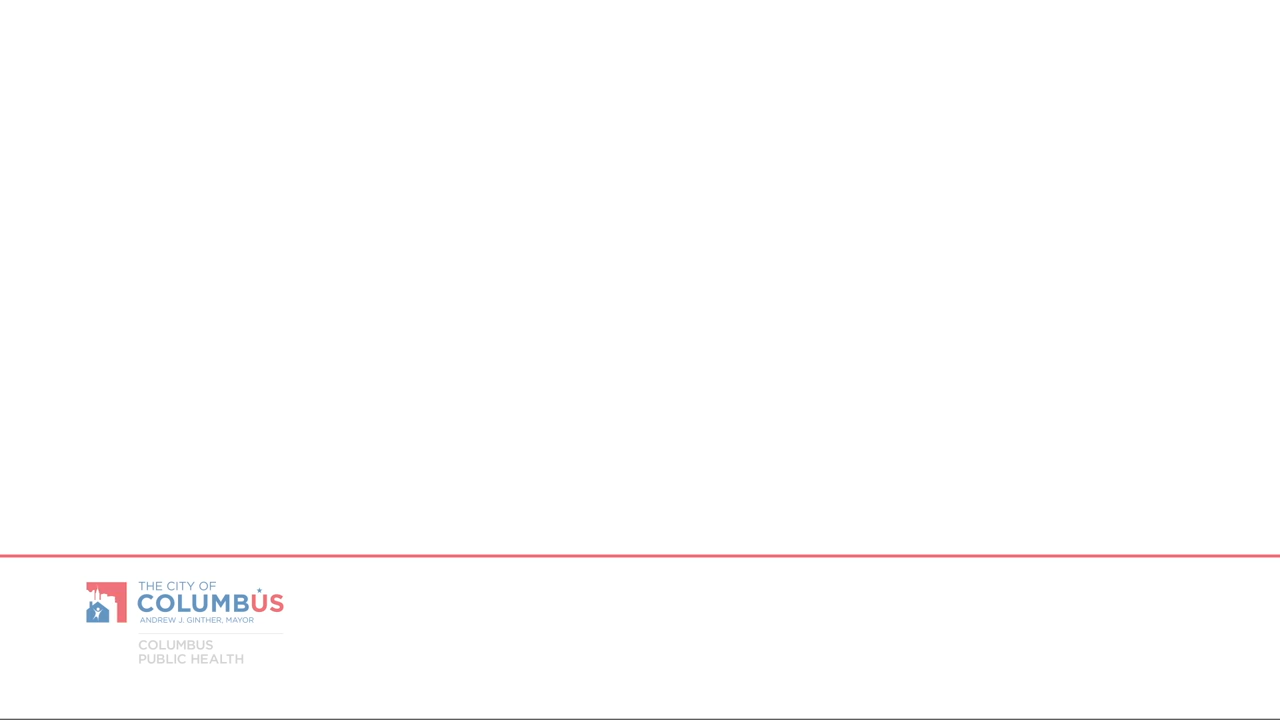 THE CITY OF
COLUMBUS
ANDREW J. GINTHER, MAYOR
COLUMBUS
PUBLIC HEALTH